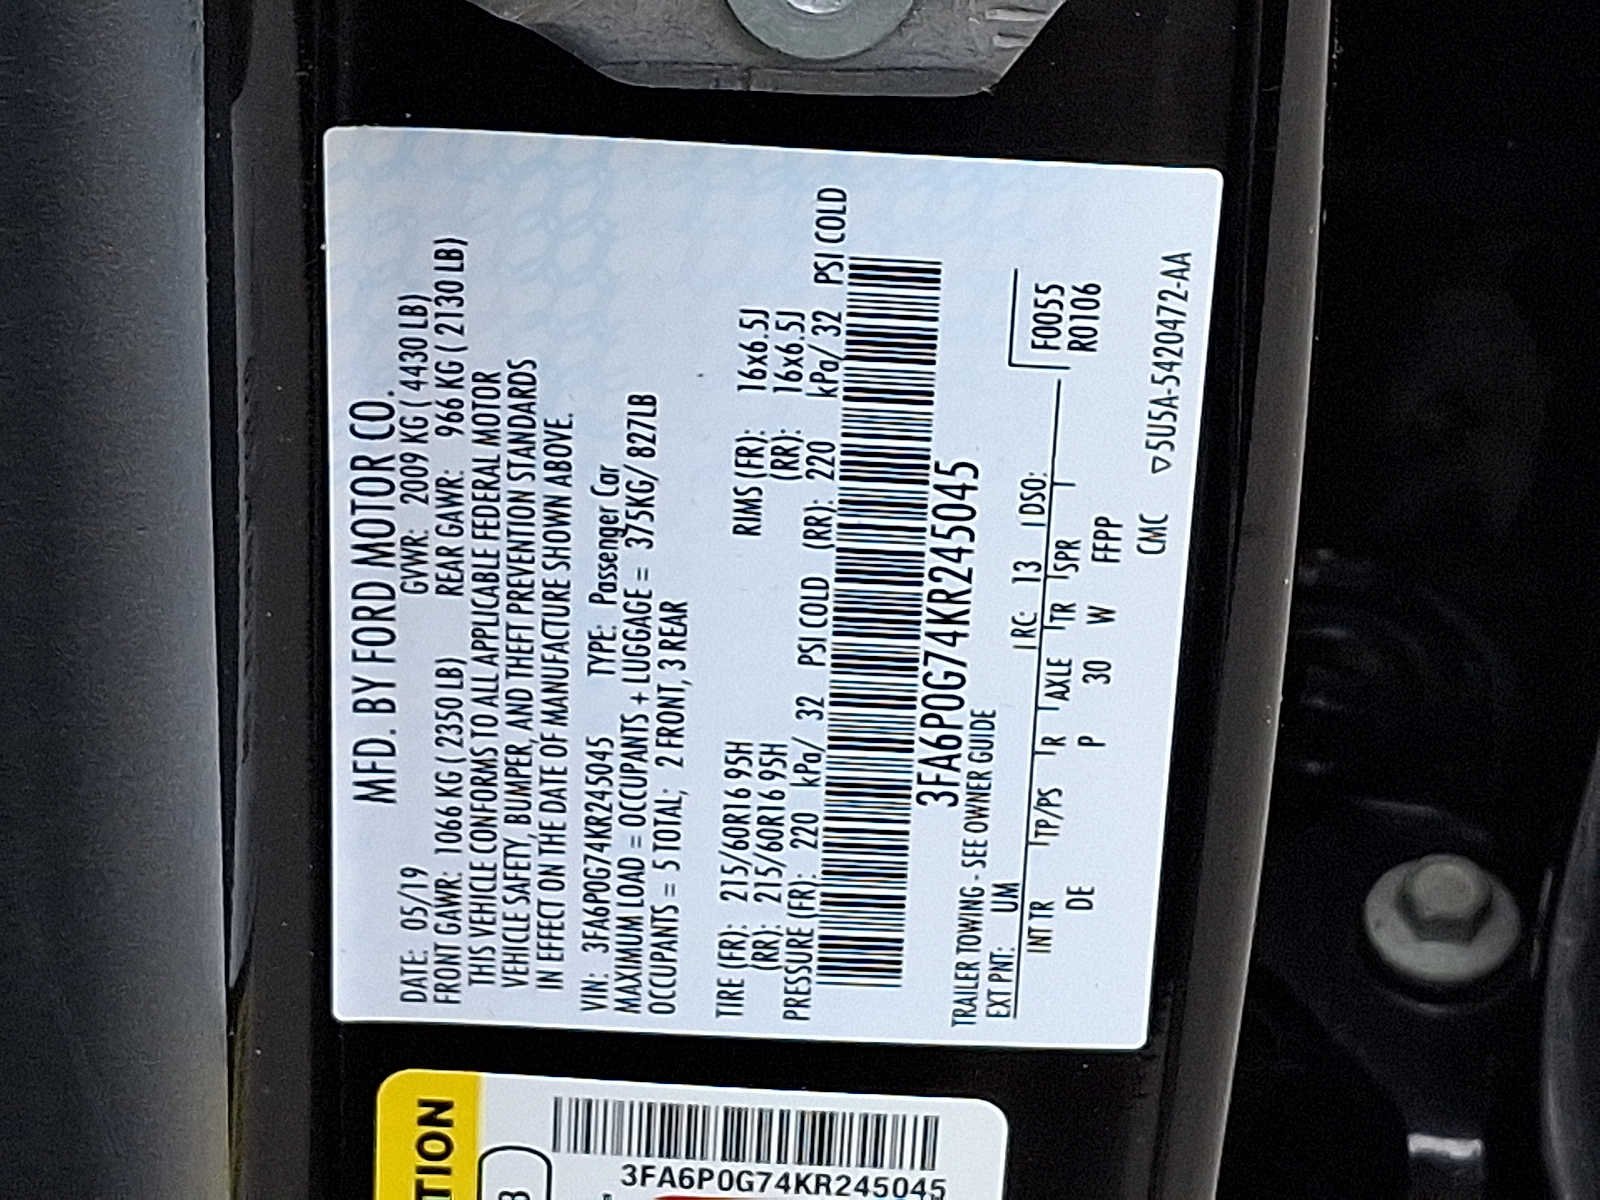 MFD. BY FORD MOTOR CO.
DATE: 05/19 GVWR: 2009 KG ( 4430 LB)
FRONT GAWR: 1066 KG ( 2350 LB) REAR GAWR: 966 KG ( 2130 LB)
THIS VEHICLE CONFORMS TO ALL APPLICABLE FEDERAL MOTOR
VEHICLE SAFETY, BUMPER, AND THEFT PREVENTION STANDARDS
IN EFFECT ON THE DATE OF MANUFACTURE SHOWN ABOVE.
VIN: 3FA6P0G74KR245045 TYPE: Passenger Car
MAXIMUM LOAD = OCCUPANTS + LUGGAGE = 375KG/ 827LB
OCCUPANTS = 5 TOTAL; 2 FRONT, 3 REAR
TIRE (FR): 215/60R16 95H RIMS (FR): 16x6.5J
(RR): 215/60R16 95H (RR): 16x6.5J
PRESSURE (FR): 220 kPa/ 32 PSI COLD (RR): 220 kPa/ 32 PSI COLD
3FA6P0G74KR245045
TRAILER TOWING - SEE OWNER GUIDE
EXT PNT: UM RC: 13 DSO:
INT TR TP/PS R AXLE TR SPR F0055
DE P 30 W FFPP R0106
CMC ▽5U5A-5420472-AA
TION
B
3FA6P0G74KR245045